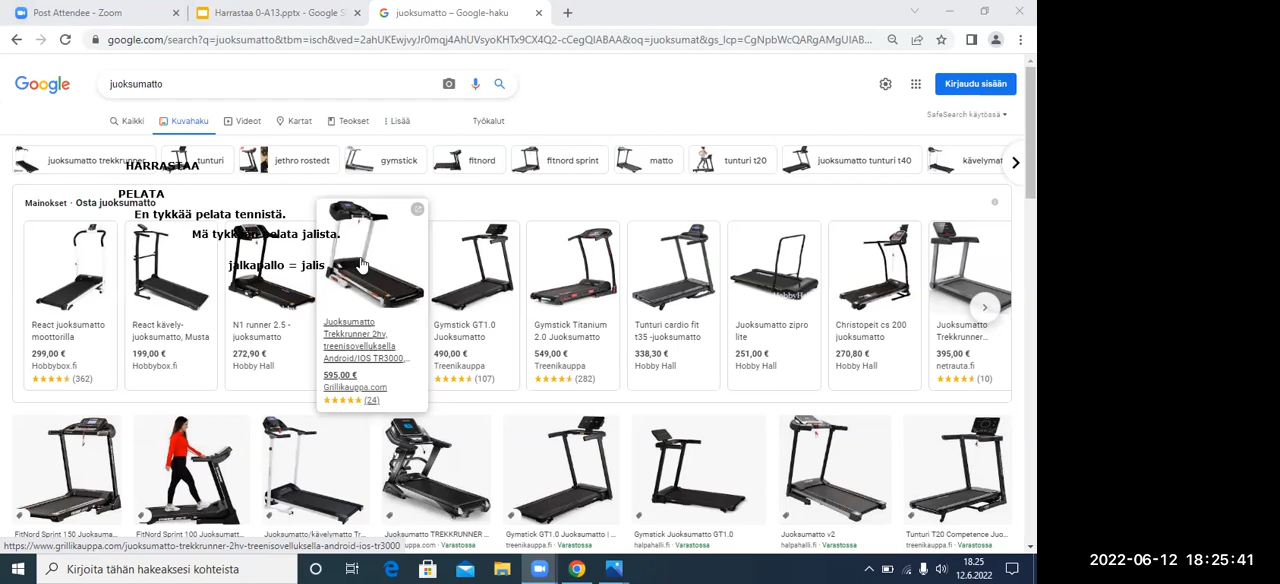 Post Attendee - Zoom
Harrastaa 0-A13.pptx - Google S
juoksumatto – Google-haku
google.com/search?q=juoksumatto&tbm=isch&ved=2ahUKEwjvyJr0mqj4AhUVsyoKHTx9CX4Q2-cCegQIABAA&oq=juoksumat&gs_lcp=CgNpbWcQARgAMgUIAB...
Google
juoksumatto
Kirjaudu sisään
Kaikki
Kuvahaku
Videot
Kartat
Teokset
Lisää
Työkalut
SafeSearch käytössä
juoksumatto trekkrunner
tunturi
jethro rostedt
gymstick
fitnord
fitnord sprint
matto
tunturi t20
juoksumatto tunturi t40
kävelymat
HARRASTAA
PELATA
Mainokset · Osta juoksumatto
En tykkää pelata tennistä.
Mä tykkään pelata jalista.
jalkapallo = jalis
React juoksumatto
moottorilla
299,00 €
Hobbybox.fi
(362)
React kävely-
juoksumatto, Musta
199,00 €
Hobbybox.fi
N1 runner 2.5 -
juoksumatto
272,90 €
Hobby Hall
Juoksumatto
Trekkrunner 2hv,
treenisovelluksella
Android/IOS TR3000,...
595,00 €
Grillikauppa.com
(24)
Gymstick GT1.0
Juoksumatto
490,00 €
Treenikauppa
(107)
Gymstick Titanium
2.0 Juoksumatto
549,00 €
Treenikauppa
(282)
Tunturi cardio fit
t35 -juoksumatto
338,30 €
Hobby Hall
Juoksumatto zipro
lite
251,00 €
Hobby Hall
Christopeit cs 200
juoksumatto
270,80 €
Hobby Hall
Juoksumatto
Trekkrunner...
395,00 €
netrauta.fi
(10)
FitNord Sprint 150 Juoksumatt...
FitNord Sprint 100 Juoksumatt...
Juoksumatto/kävelymatto Tr...
Juoksumatto TREKKRUNNER ...
Gymstick GT1.0 Juoksumatto | ...
Gymstick Juoksumatto GT1.0
Juoksumatto v2
Tunturi T20 Competence Juo...
https://www.grillikauppa.com/juoksumatto-trekkrunner-2hv-treenisovelluksella-android-ios-tr3000
uppa.com · Varastossa
treenikauppa.fi · Varastossa
halpahalli.fi · Varastossa
halpahalli.fi · Varastossa
treenikauppa.fi · Varastossa
Kirjoita tähän hakeaksesi kohteita
18.25
12.6.2022
2022-06-12 18:25:41